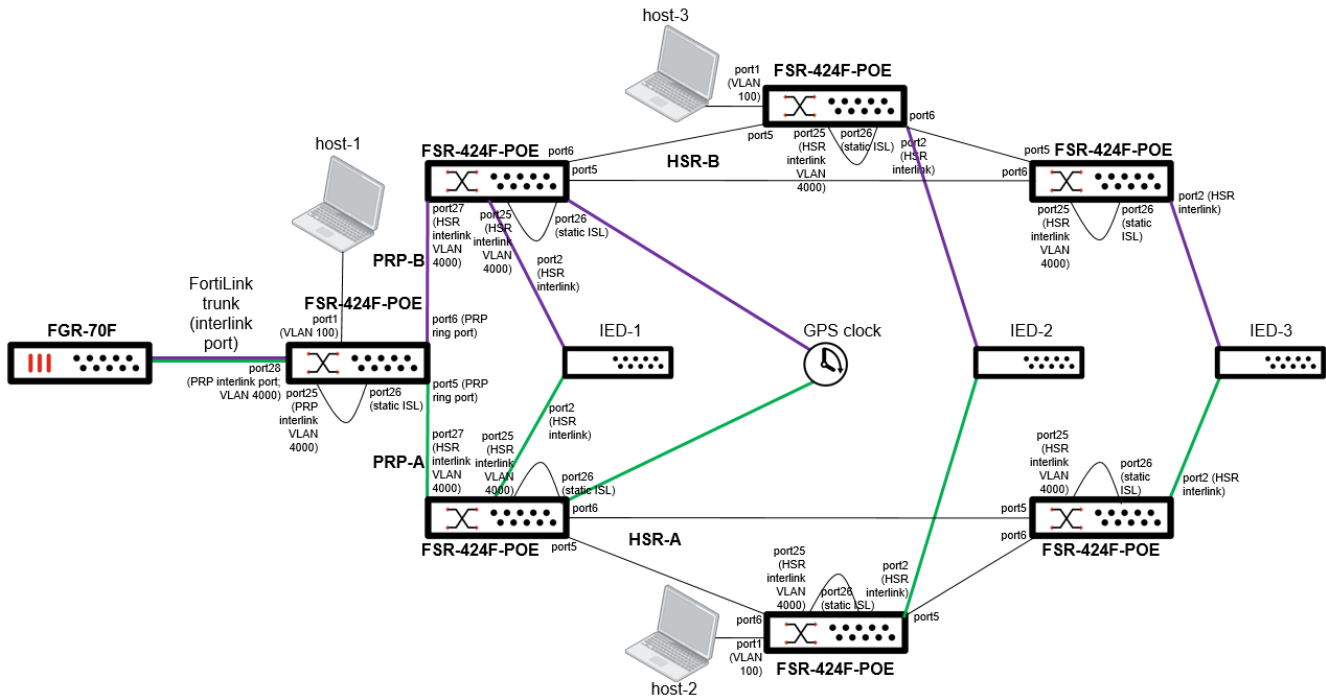 host-3
FSR-424F-POE
port1
(VLAN
100)
port6
port5
port25
(HSR
interlink
VLAN
4000)
port26
(static ISL)
port2
(HSR
interlink)
HSR-B
host-1
FSR-424F-POE
port6
port5
port27
(HSR
interlink
VLAN
4000)
port25
(HSR
interlink
VLAN
4000)
port26
(static ISL)
port2
(HSR
interlink)
PRP-B
FSR-424F-POE
port5
port6
port25
(HSR
interlink
VLAN 4000)
port26
(static
ISL)
port2 (HSR
interlink)
FortiLink
trunk
(interlink
port)
FGR-70F
FSR-424F-POE
port1
(VLAN 100)
port6 (PRP
ring port)
port28
(PRP interlink port;
VLAN 4000)
port25
(PRP
interlink
VLAN
4000)
port26
(static ISL)
port5 (PRP
ring port)
IED-1
GPS clock
IED-2
IED-3
PRP-A
port27
(HSR
interlink
VLAN
4000)
port25
(HSR
interlink
VLAN
4000)
port2
(HSR
interlink)
port26
(static ISL)
port6
port5
FSR-424F-POE
HSR-A
port25
(HSR
interlink
VLAN
4000)
port26
(static
ISL)
port2 (HSR
interlink)
port5
port6
FSR-424F-POE
port25
(HSR
interlink
VLAN
4000)
port26
(static ISL)
port2
(HSR
interlink)
port5
port6
port1
(VLAN
100)
FSR-424F-POE
host-2